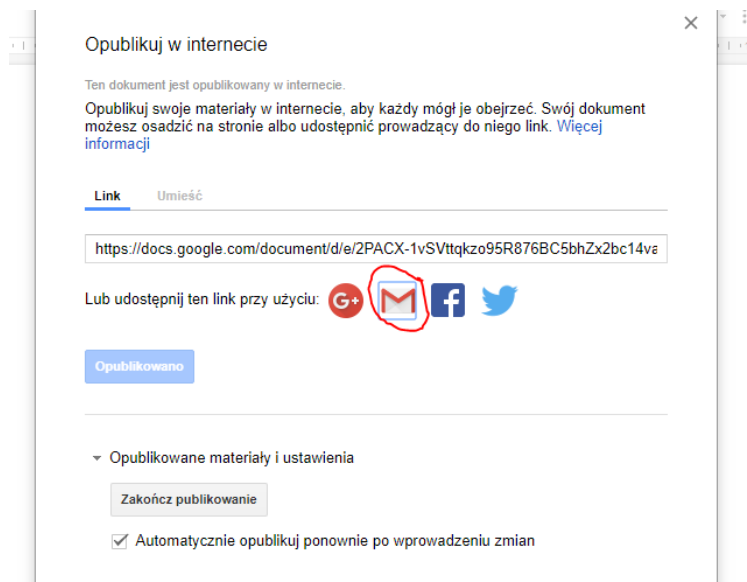 Opublikuj w internecie
Ten dokument jest opublikowany w internecie.
Opublikuj swoje materiały w internecie, aby każdy mógł je obejrzeć. Swój dokument
możesz osadzić na stronie albo udostępnić prowadzący do niego link. Więcej
informacji
Link Umieść
https://docs.google.com/document/d/e/2PACX-1vSVttqkzo95R876BC5bhZx2bc14va
Lub udostępnij ten link przy użyciu: G+ M f
Opublikowano
Opublikowane materiały i ustawienia
Zakończ publikowanie
Automatycznie opublikuj ponownie po wprowadzeniu zmian